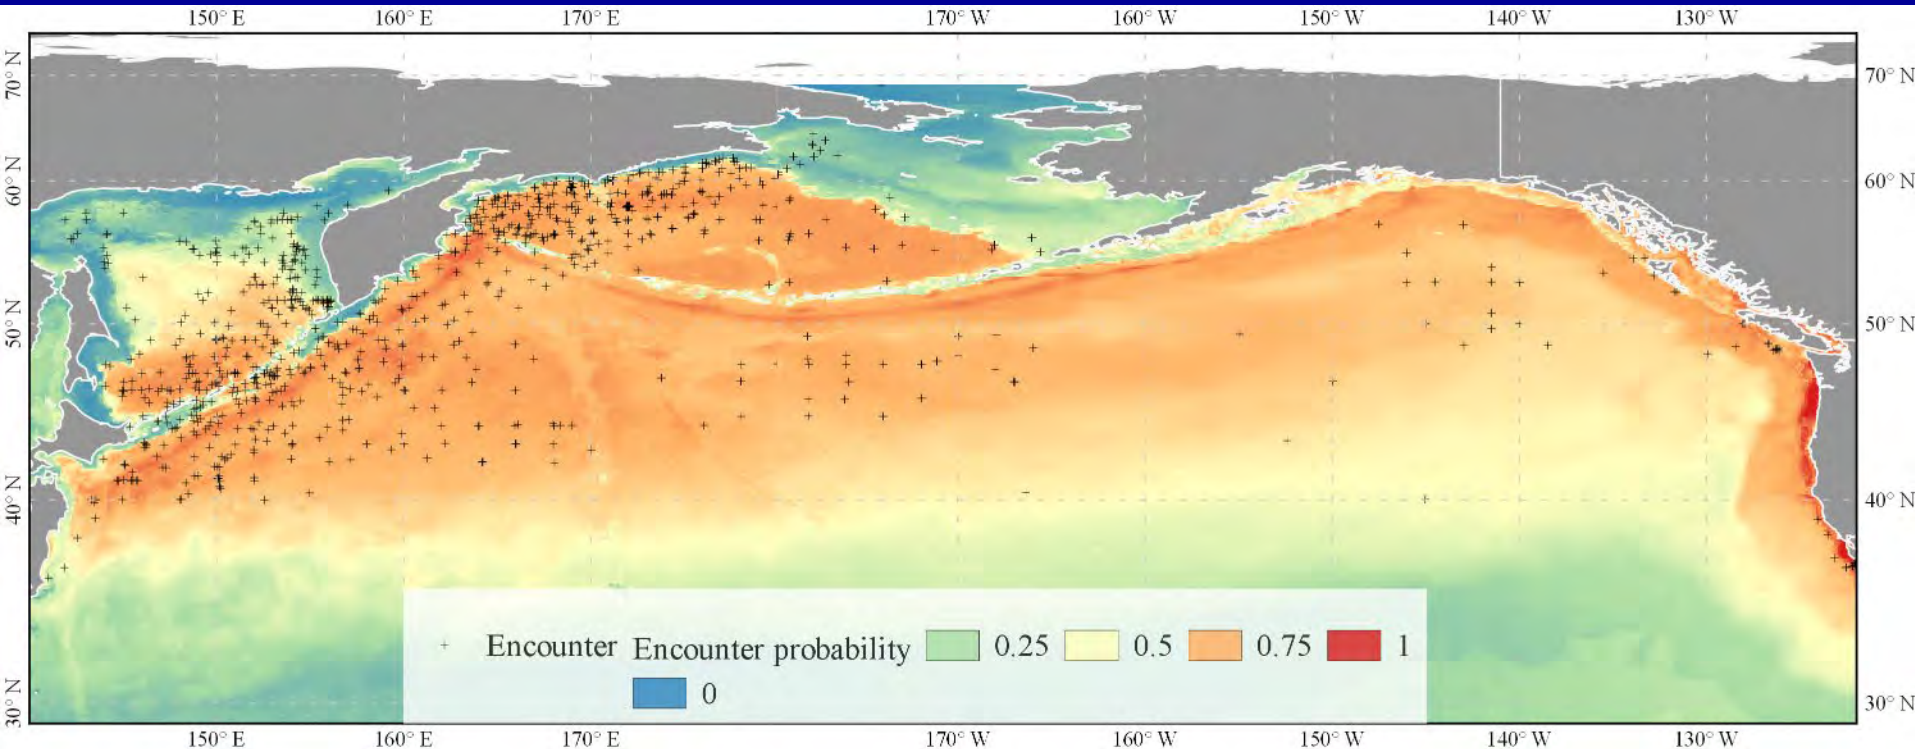 150° E 160° E 170° E 170° W 160° W 150° W 140° W 130° W
70° N 70° N
60° N 60° N
50° N 50° N
40° N 40° N
30° N 30° N
Encounter Encounter probability 0.25 0.5 0.75 1
0
150° E 160° E 170° E 170° W 160° W 150° W 140° W 130° W